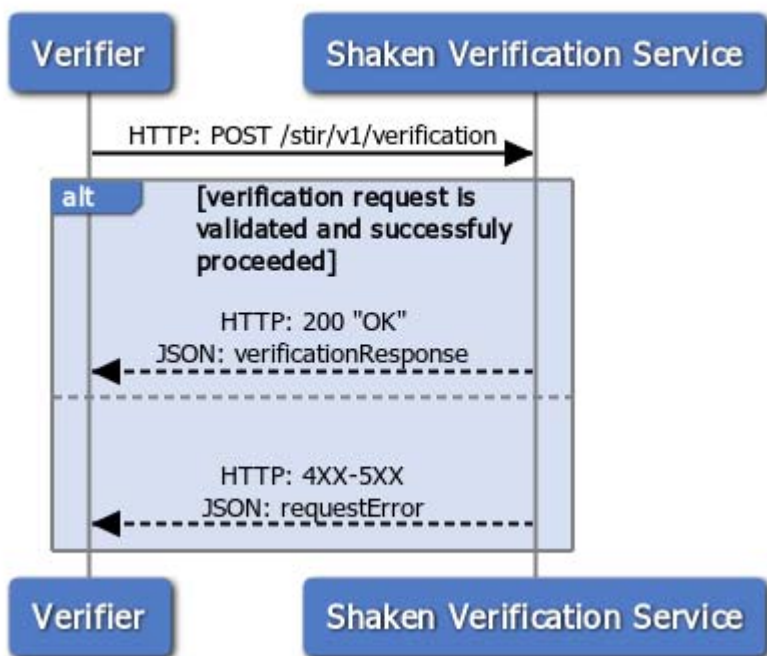 Verifier
Shaken Verification Service
HTTP: POST /stir/v1/verification
alt
[verification request is
validated and successfuly
proceeded]
HTTP: 200 "OK"
JSON: verificationResponse
HTTP: 4XX-5XX
JSON: requestError
Verifier
Shaken Verification Service